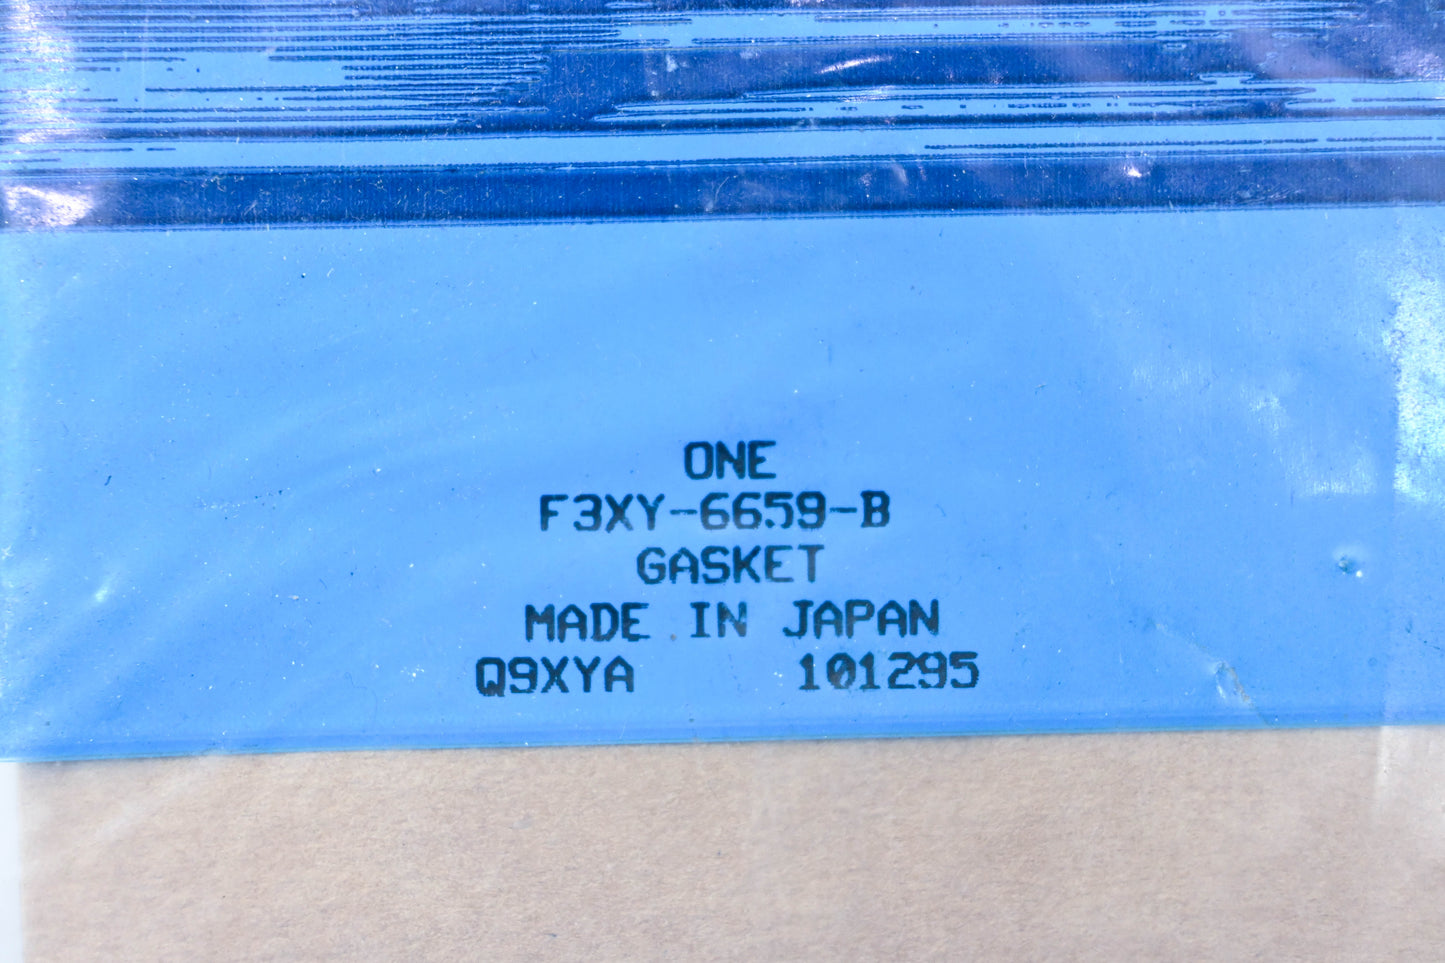 ONE
F3XY-6659-B
GASKET
MADE IN JAPAN
Q9XYA 101295